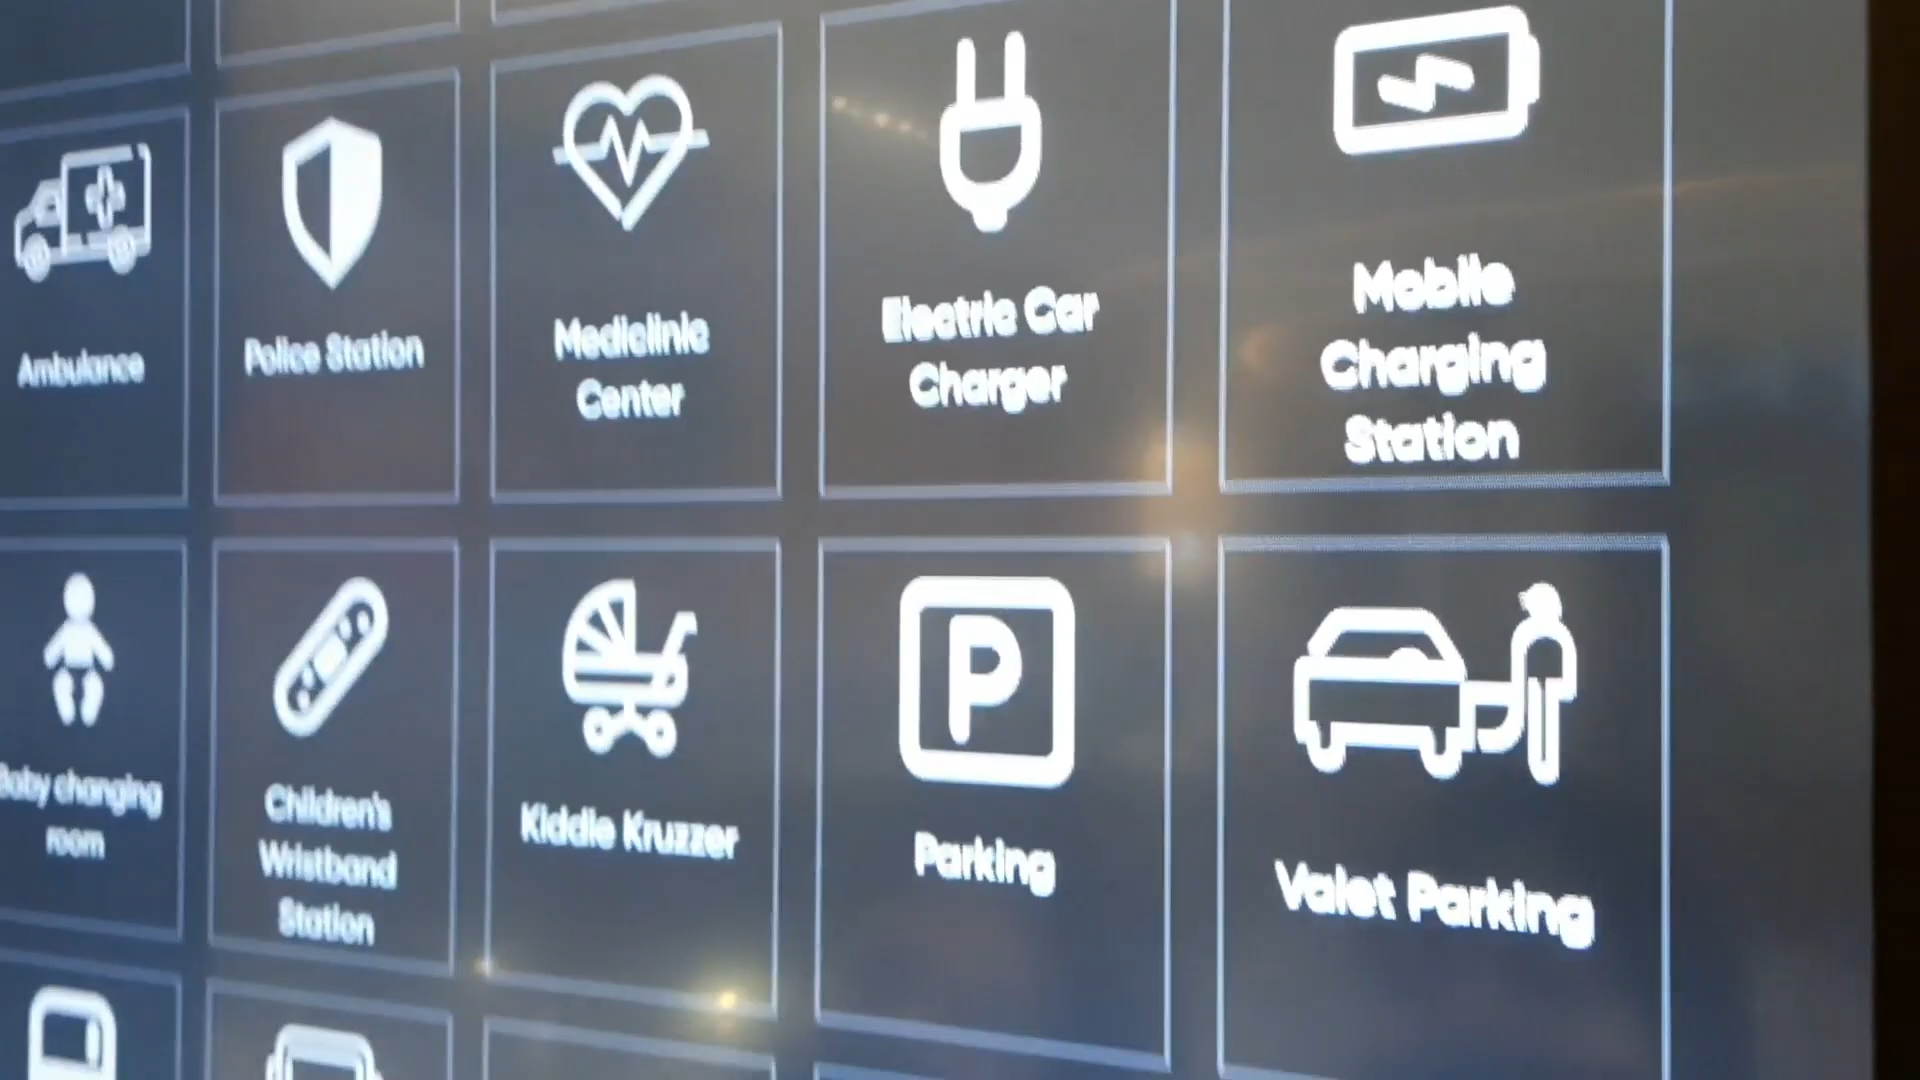 Ambulance
Police Station
Mediclinic
Center
Electric Car
Charger
Mobile
Charging
Station
Baby changing
room
Children's
Wristband
Station
Kiddie Kruzzer
P
Parking
Valet Parking